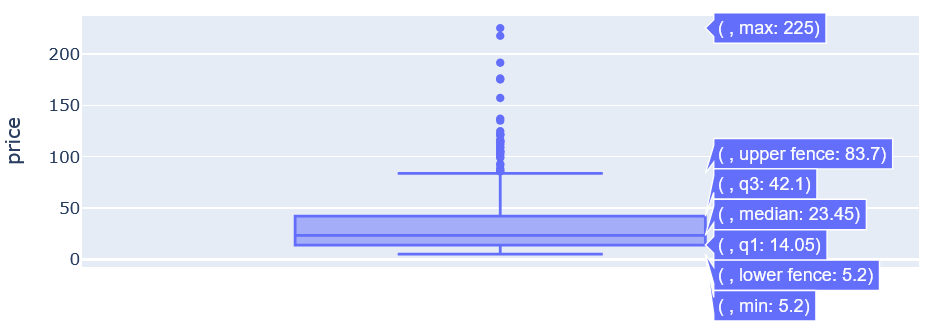 ( , max: 225)
200
150
( , upper fence: 83.7)
100
( , q3: 42.1)
price
( , median: 23.45)
50
( , q1: 14.05)
0
( , lower fence: 5.2)
( , min: 5.2)